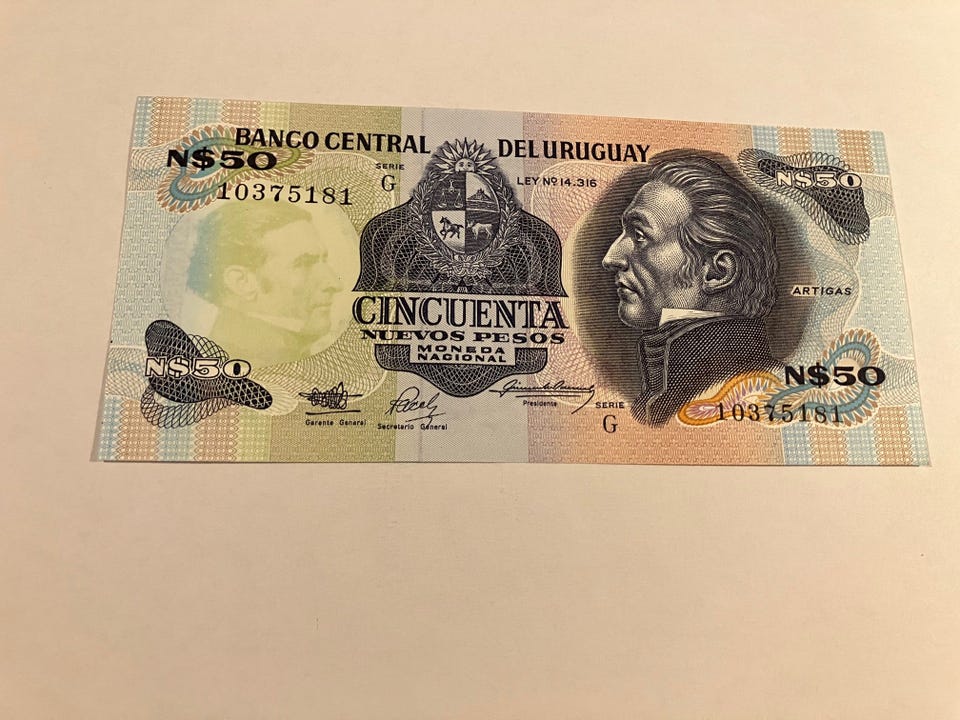 BANCO CENTRAL DEL URUGUAY
N$50
SERIE
G
LEY Nº 14.316
N$50
10375181
ARTIGAS
CINCUENTA
NUEVOS PESOS
MONEDA
NACIONAL
N$50
N$50
Gerente General
Secretario General
Presidente
SERIE
G
10375181